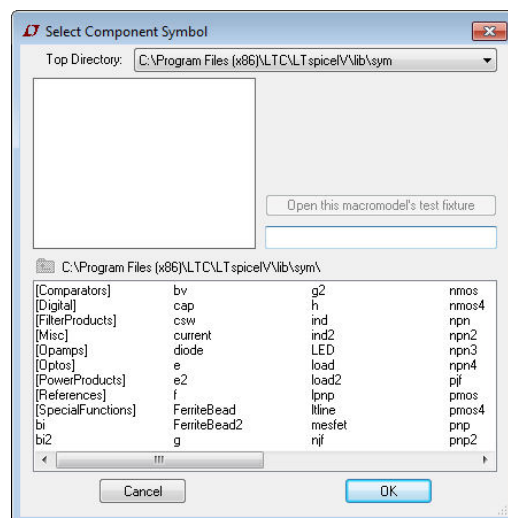 Select Component Symbol
Top Directory: C:\Program Files (x86)\LTC\LTspiceIV\lib\sym
Open this macromodel's test fixture
C:\Program Files (x86)\LTC\LTspiceIV\lib\sym\
[Comparators] bv g2 nmos
[Digital] cap h nmos4
[FilterProducts] csw ind npn
[Misc] current ind2 npn2
[Opamps] diode LED npn3
[Optos] e load npn4
[PowerProducts] e2 load2 pjf
[References] f lpnp pmos
[SpecialFunctions] FerriteBead ltline pmos4
bi FerriteBead2 mesfet pnp
bi2 g njf pnp2
Cancel OK